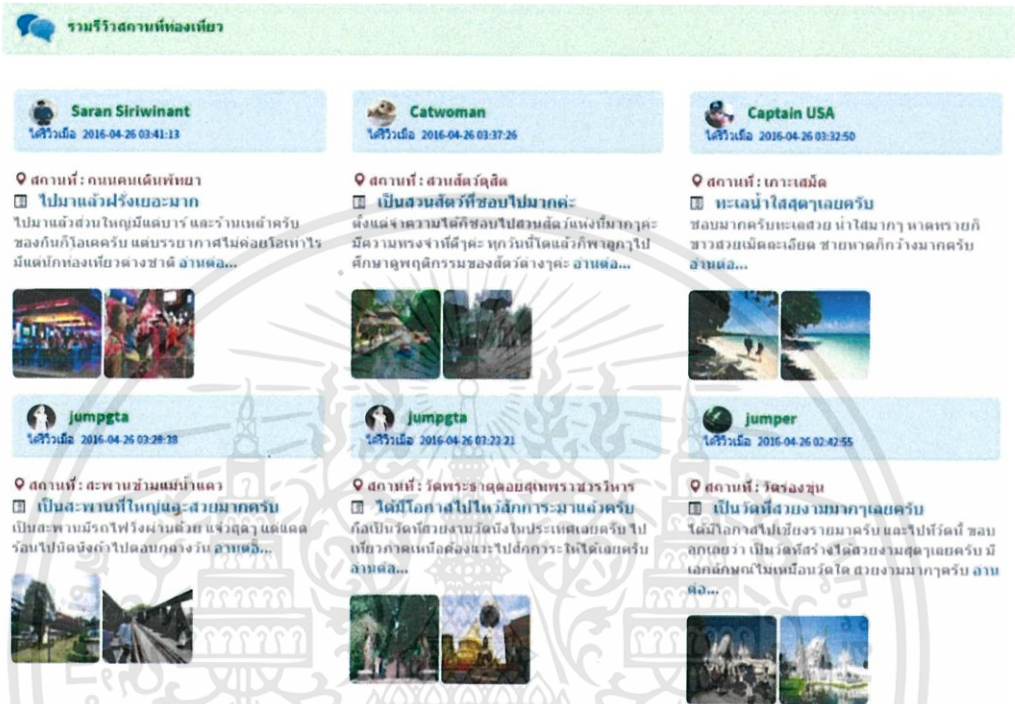 รวมรีวิวสถานที่ท่องเที่ยว
Saran Siriwinant
ได้รีวิวเมื่อ 2016-04-26 03:41:13
สถานที่ : ถนนคนเดินพัทยา
ไปมาแล้วฝรั่งเยอะมาก
ไปมาแล้วส่วนใหญ่มีแต่บาร์ และร้านเหล้าครับ
ของกินก็โอเคครับ แต่บรรยากาศไม่ค่อยโอเท่าไร
มีแต่นักท่องเที่ยวต่างชาติ อ่านต่อ...
Catwoman
ได้รีวิวเมื่อ 2016-04-26 03:37:26
สถานที่ : สวนสัตว์ดุสิต
เป็นสวนสัตว์ที่ชอบไปมากค่ะ
ตั้งแต่จำความได้ก็ชอบไปสวนสัตว์แห่งนี้มากๆค่ะ
มีความทรงจำที่ดีๆค่ะ ทุกวันนี้โตแล้วก็พาลูกๆไป
ศึกษาดูพฤติกรรมของสัตว์ต่างๆค่ะ อ่านต่อ...
Captain USA
ได้รีวิวเมื่อ 2016-04-26 03:32:50
สถานที่ : เกาะเสม็ด
ทะเลน้ำใสสุดๆเลยครับ
ชอบมากครับทะเลสวย น้ำใสมากๆ หาดทรายก็
ขาวสวยเม็ดละเอียด ชายหาดก็กว้างมากครับ
อ่านต่อ...
jumpgta
ได้รีวิวเมื่อ 2016-04-26 03:28:28
สถานที่ : สะพานข้ามแม่น้ำแคว
เป็นสะพานที่ใหญ่และสวยมากครับ
เป็นสะพานมีรถไฟวิ่งผ่านด้วย แจ๋วสุดๆ แต่แดด
ร้อนไปนิดนึงถ้าไปตอนกลางวัน อ่านต่อ...
jumpgta
ได้รีวิวเมื่อ 2016-04-26 03:23:21
สถานที่ : วัดพระธาตุดอยสุเทพราชวรวิหาร
ได้มีโอกาสไปไหว้สักการะมาแล้วครับ
ถือเป็นวัดที่สวยงามวัดนึงในประเทศเลยครับ ไป
เที่ยวภาคเหนือต้องแวะไปสักการะให้ได้เลยครับ
อ่านต่อ...
jumper
ได้รีวิวเมื่อ 2016-04-26 02:42:55
สถานที่ : วัดร่องขุ่น
เป็นวัดที่สวยงามมากๆเลยครับ
ได้มีโอกาสไปเชียงรายมาครับ และไปที่วัดนี้ ขอบ
อกเลยว่า เป็นวัดที่สร้างได้สวยงามสุดๆเลยครับ มี
เอกลักษณ์ไม่เหมือนวัดใด สวยงามมากๆครับ อ่าน
ต่อ...